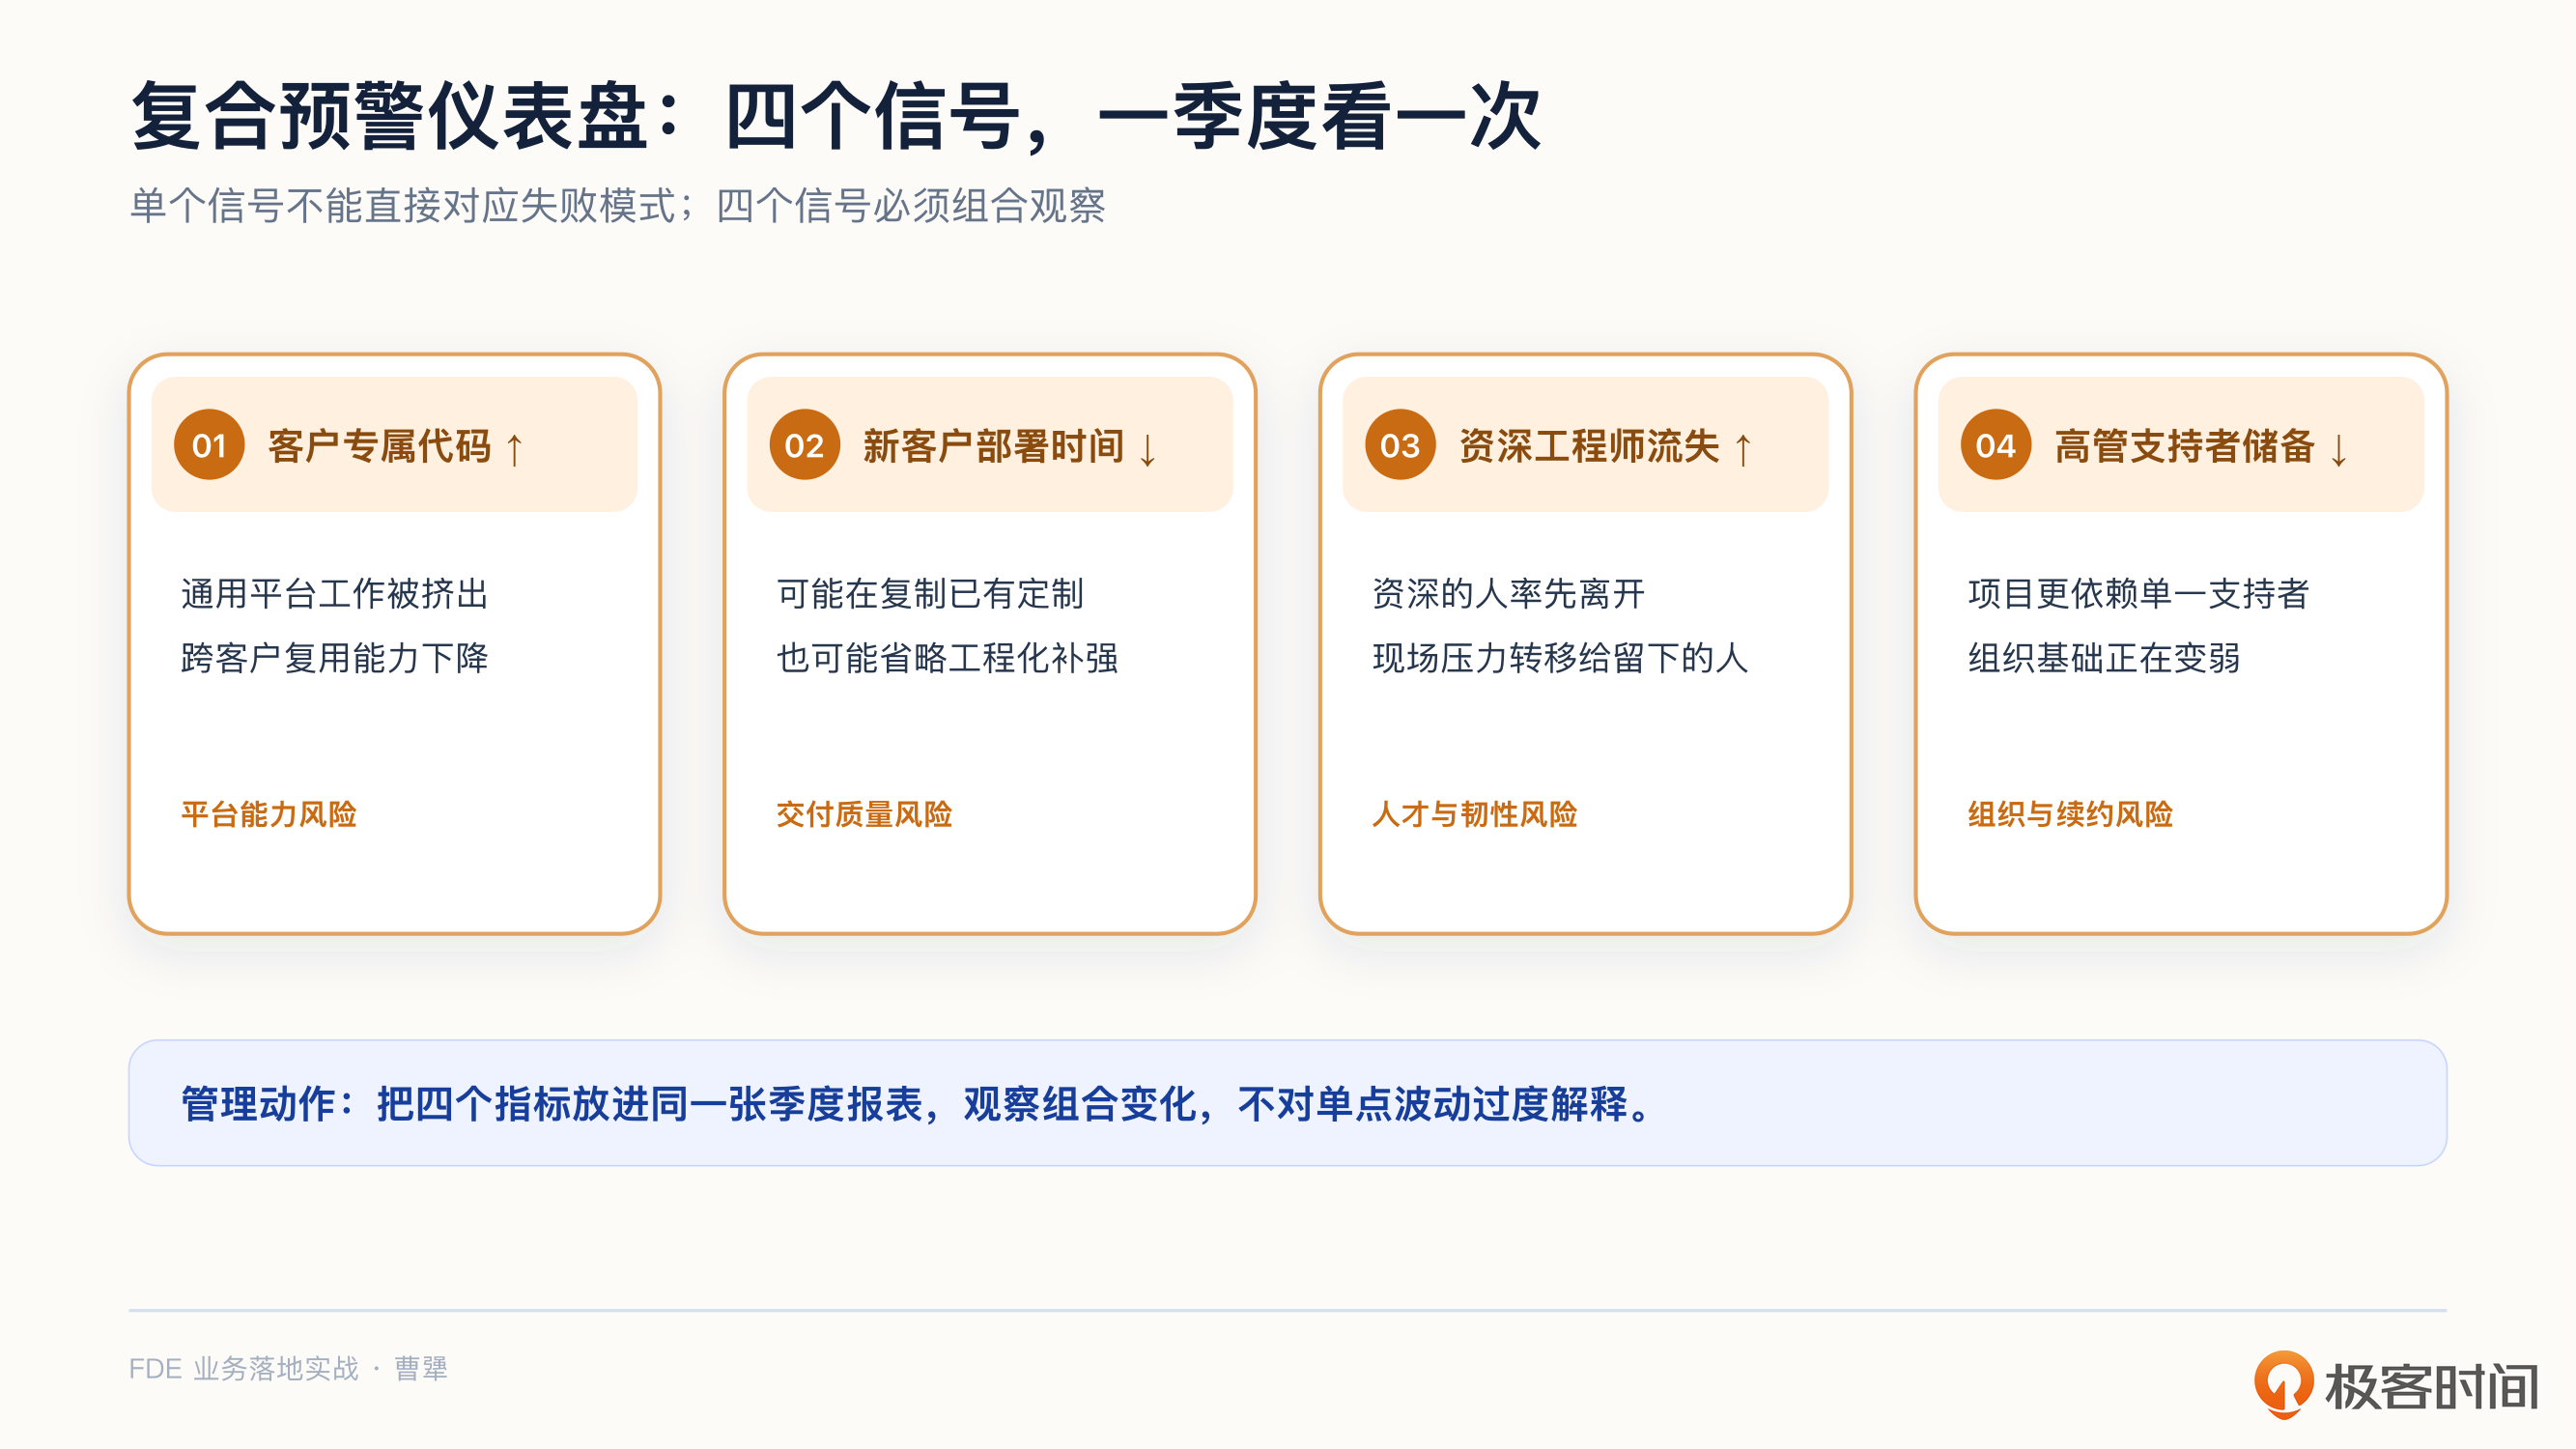 复合预警仪表盘：四个信号，一季度看一次
单个信号不能直接对应失败模式；四个信号必须组合观察
01 客户专属代码 ↑
通用平台工作被挤出
跨客户复用能力下降
平台能力风险
02 新客户部署时间 ↓
可能在复制已有定制
也可能省略工程化补强
交付质量风险
03 资深工程师流失 ↑
资深的人率先离开
现场压力转移给留下的人
人才与韧性风险
04 高管支持者储备 ↓
项目更依赖单一支持者
组织基础正在变弱
组织与续约风险
管理动作：把四个指标放进同一张季度报表，观察组合变化，不对单点波动过度解释。
FDE 业务落地实战 · 曹犟
极客时间